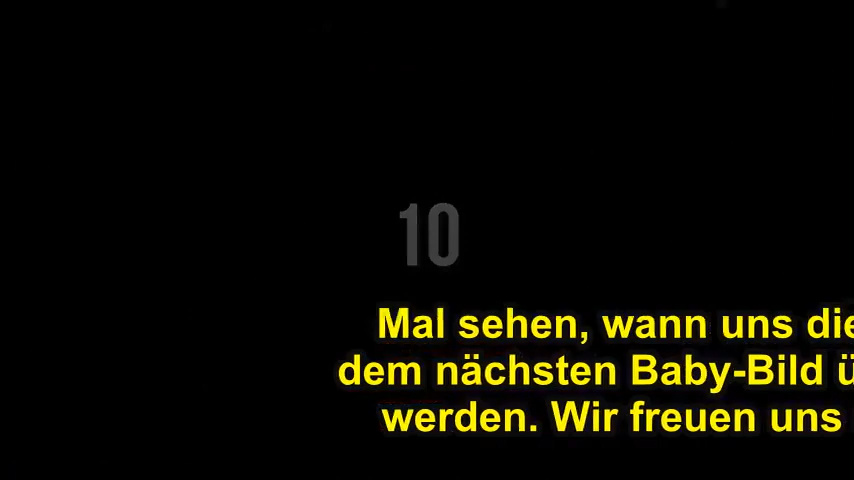 10
Mal sehen, wann uns die
dem nächsten Baby-Bild
werden. Wir freuen uns